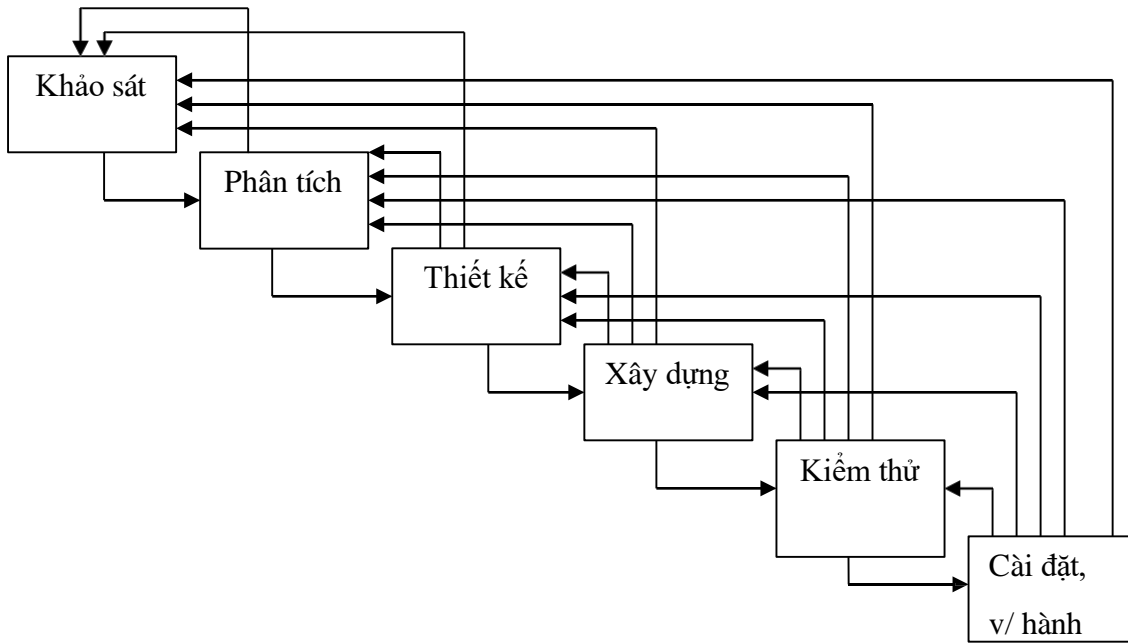 Khảo sát
Phân tích
Thiết kế
Xây dựng
Kiểm thử
Cài đặt,
v/ hành